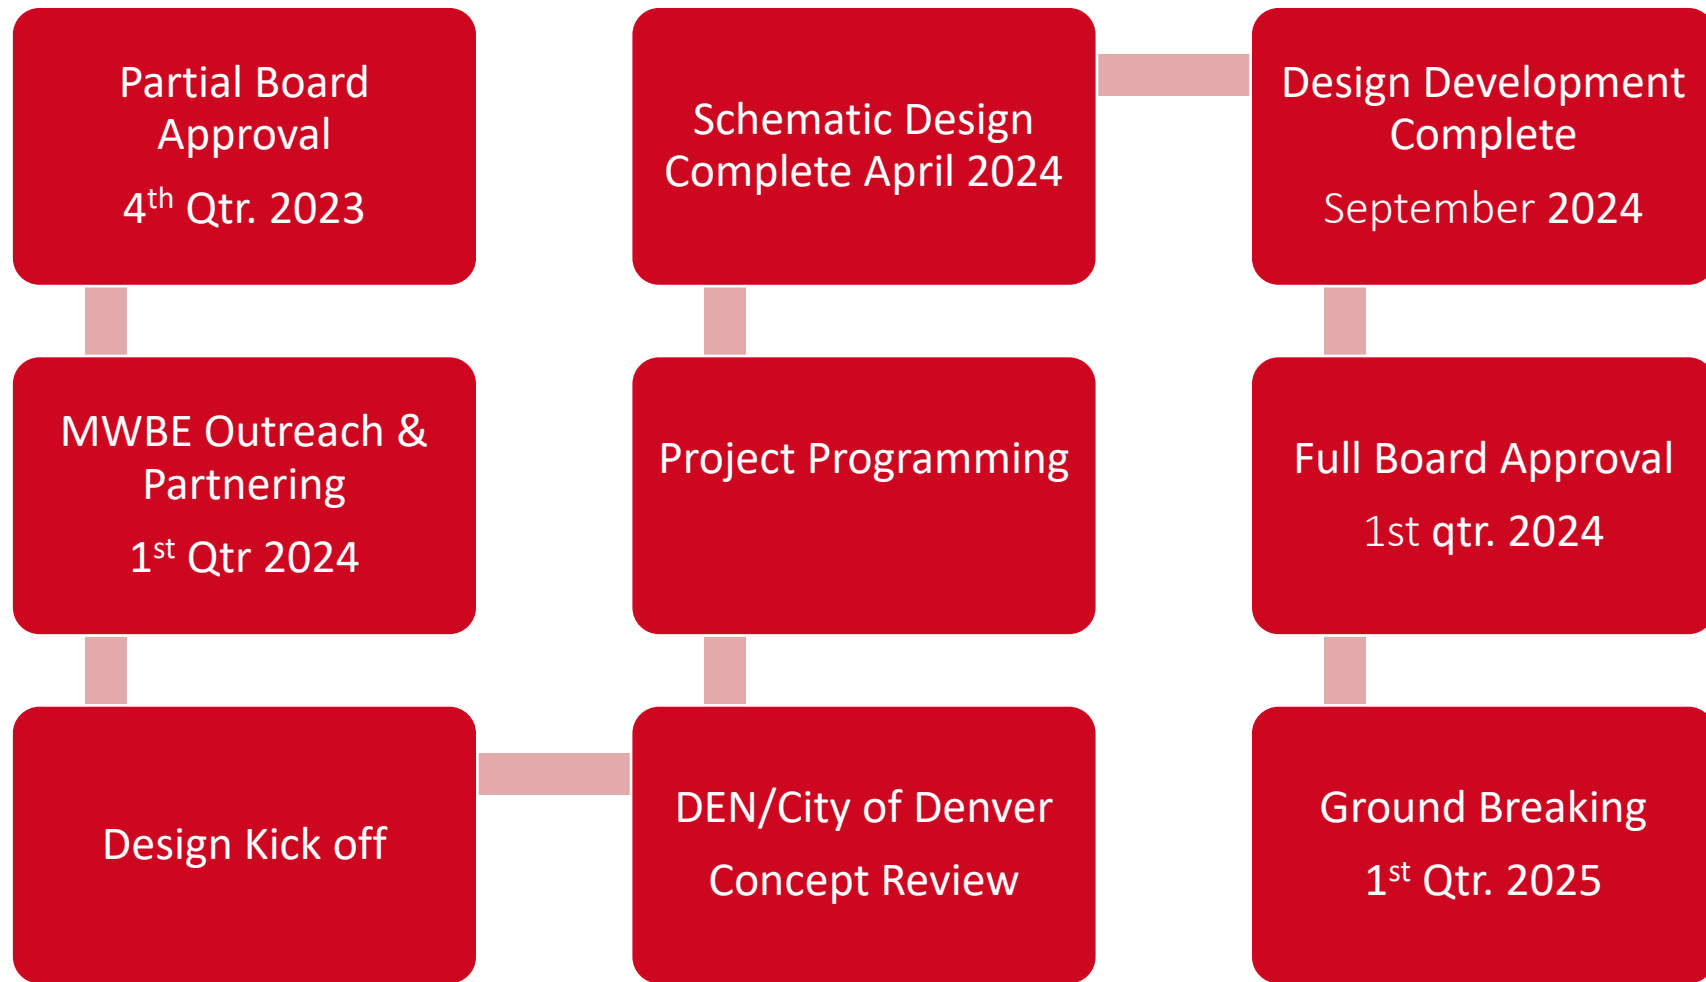 Partial Board
Approval
4th Qtr. 2023
MWBE Outreach &
Partnering
1st Qtr 2024
Design Kick off
DEN/City of Denver
Concept Review
Project Programming
Schematic Design
Complete April 2024
Design Development
Complete
September 2024
Full Board Approval
1st qtr. 2024
Ground Breaking
1st Qtr. 2025